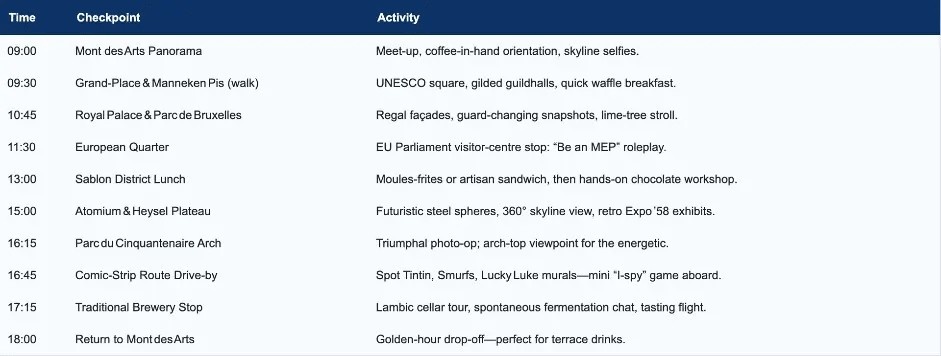 Time Checkpoint Activity
09:00 Mont des Arts Panorama Meet-up, coffee-in-hand orientation, skyline selfies.
09:30 Grand-Place & Manneken Pis (walk) UNESCO square, gilded guildhalls, quick waffle breakfast.
10:45 Royal Palace & Parc de Bruxelles Regal façades, guard-changing snapshots, lime-tree stroll.
11:30 European Quarter EU Parliament visitor-centre stop: “Be an MEP” roleplay.
13:00 Sablon District Lunch Moules-frites or artisan sandwich, then hands-on chocolate workshop.
15:00 Atomium & Heysel Plateau Futuristic steel spheres, 360° skyline view, retro Expo ’58 exhibits.
16:15 Parc du Cinquantenaire Arch Triumphal photo-op; arch-top viewpoint for the energetic.
16:45 Comic-Strip Route Drive-by Spot Tintin, Smurfs, Lucky Luke murals—mini “I-spy” game aboard.
17:15 Traditional Brewery Stop Lambic cellar tour, spontaneous fermentation chat, tasting flight.
18:00 Return to Mont des Arts Golden-hour drop-off—perfect for terrace drinks.